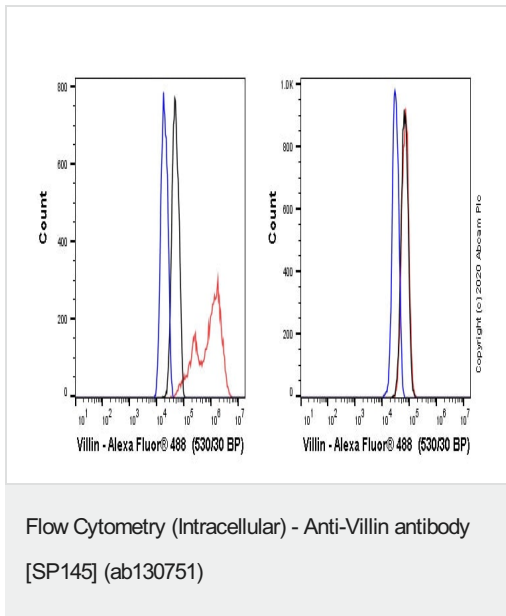 800
600
400
200
0
Count
10^1 10^2 10^3 10^4 10^5 10^6 10^7
Villin - Alexa Fluor® 488 (530/30 BP)
1.0K
800
600
400
200
0
Count
10^1 10^2 10^3 10^4 10^5 10^6 10^7
Villin - Alexa Fluor® 488 (530/30 BP)
Copyright (c) 2020 Abcam Plc
Flow Cytometry (Intracellular) - Anti-Villin antibody
[SP145] (ab130751)